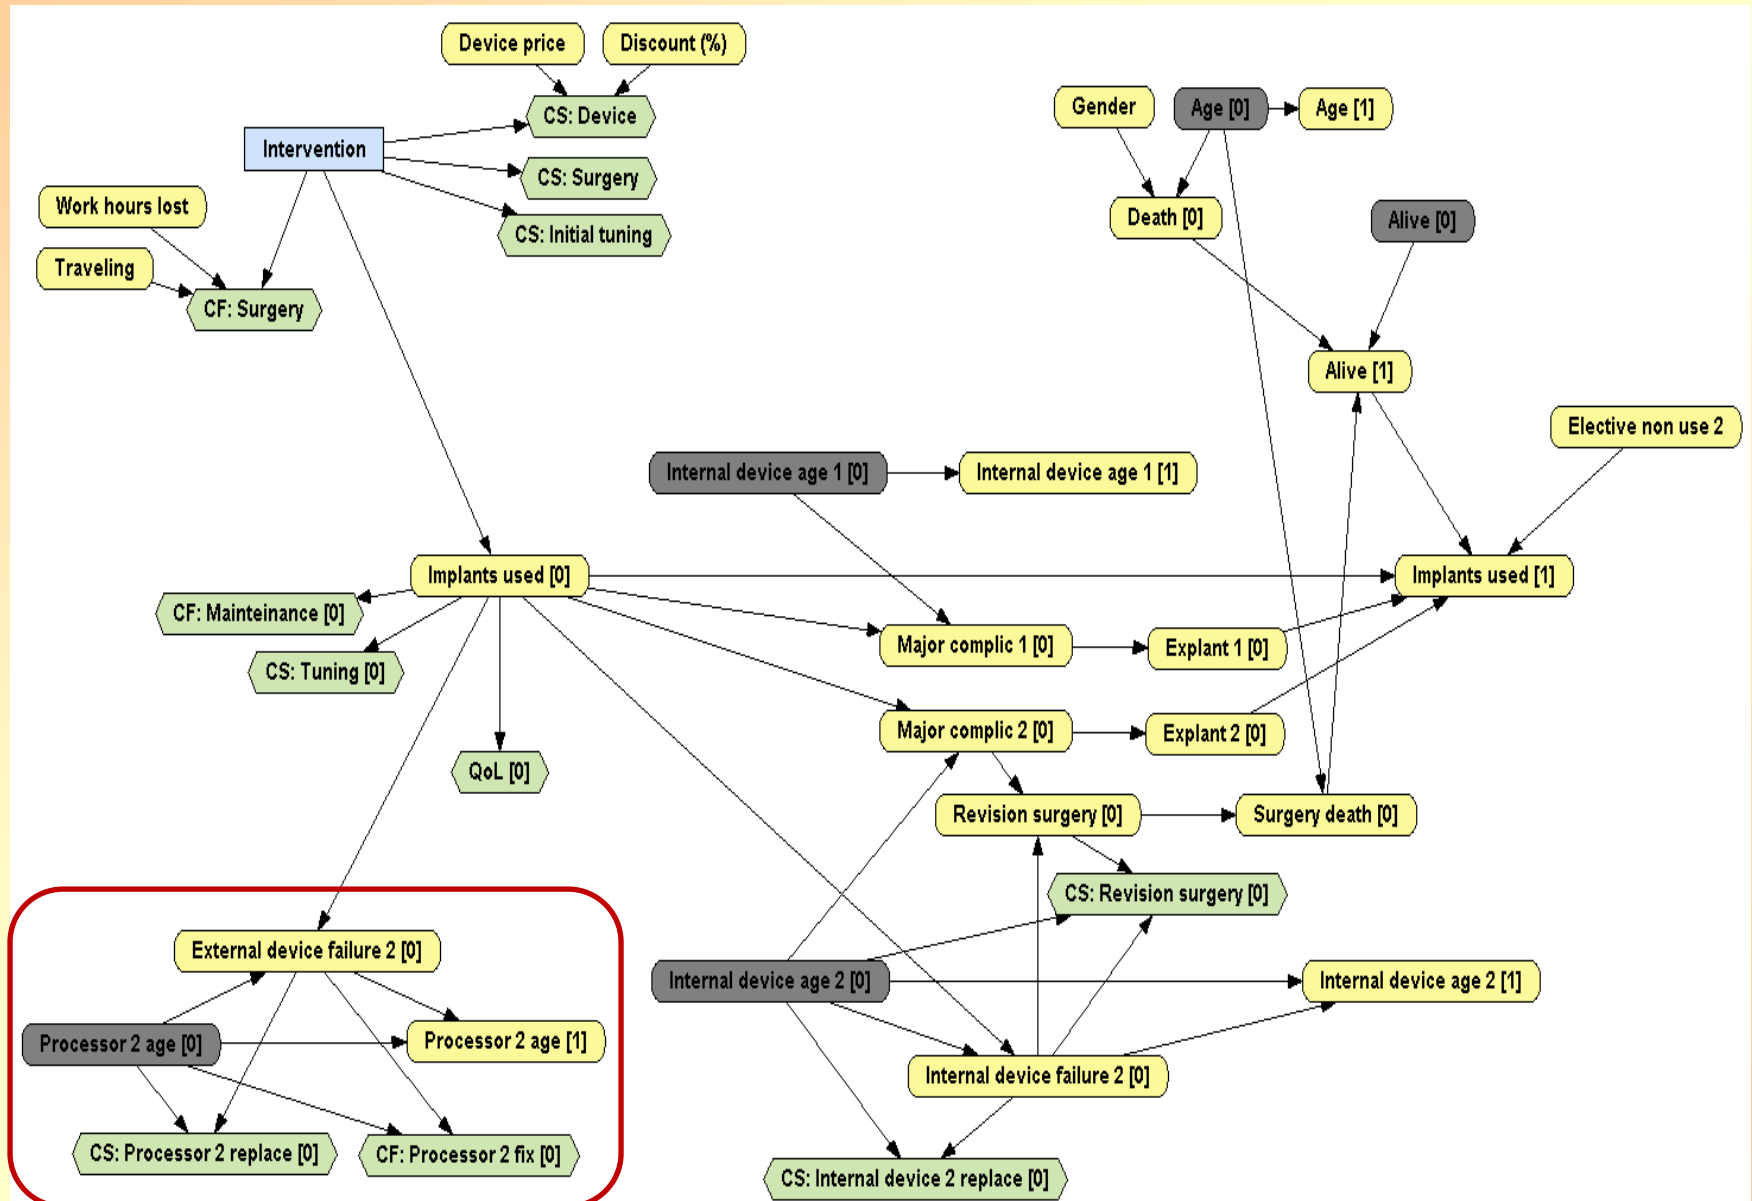 Device price
Discount (%)
CS: Device
Intervention
CS: Surgery
CS: Initial tuning
Work hours lost
Traveling
CF: Surgery
Gender
Age [0]
Age [1]
Death [0]
Alive [0]
Alive [1]
Elective non use 2
Internal device age 1 [0]
Internal device age 1 [1]
Implants used [0]
Implants used [1]
CF: Mainteinance [0]
CS: Tuning [0]
Major complic 1 [0]
Explant 1 [0]
Major complic 2 [0]
Explant 2 [0]
QoL [0]
Revision surgery [0]
Surgery death [0]
CS: Revision surgery [0]
External device failure 2 [0]
Internal device age 2 [0]
Internal device age 2 [1]
Processor 2 age [0]
Processor 2 age [1]
Internal device failure 2 [0]
CS: Processor 2 replace [0]
CF: Processor 2 fix [0]
CS: Internal device 2 replace [0]